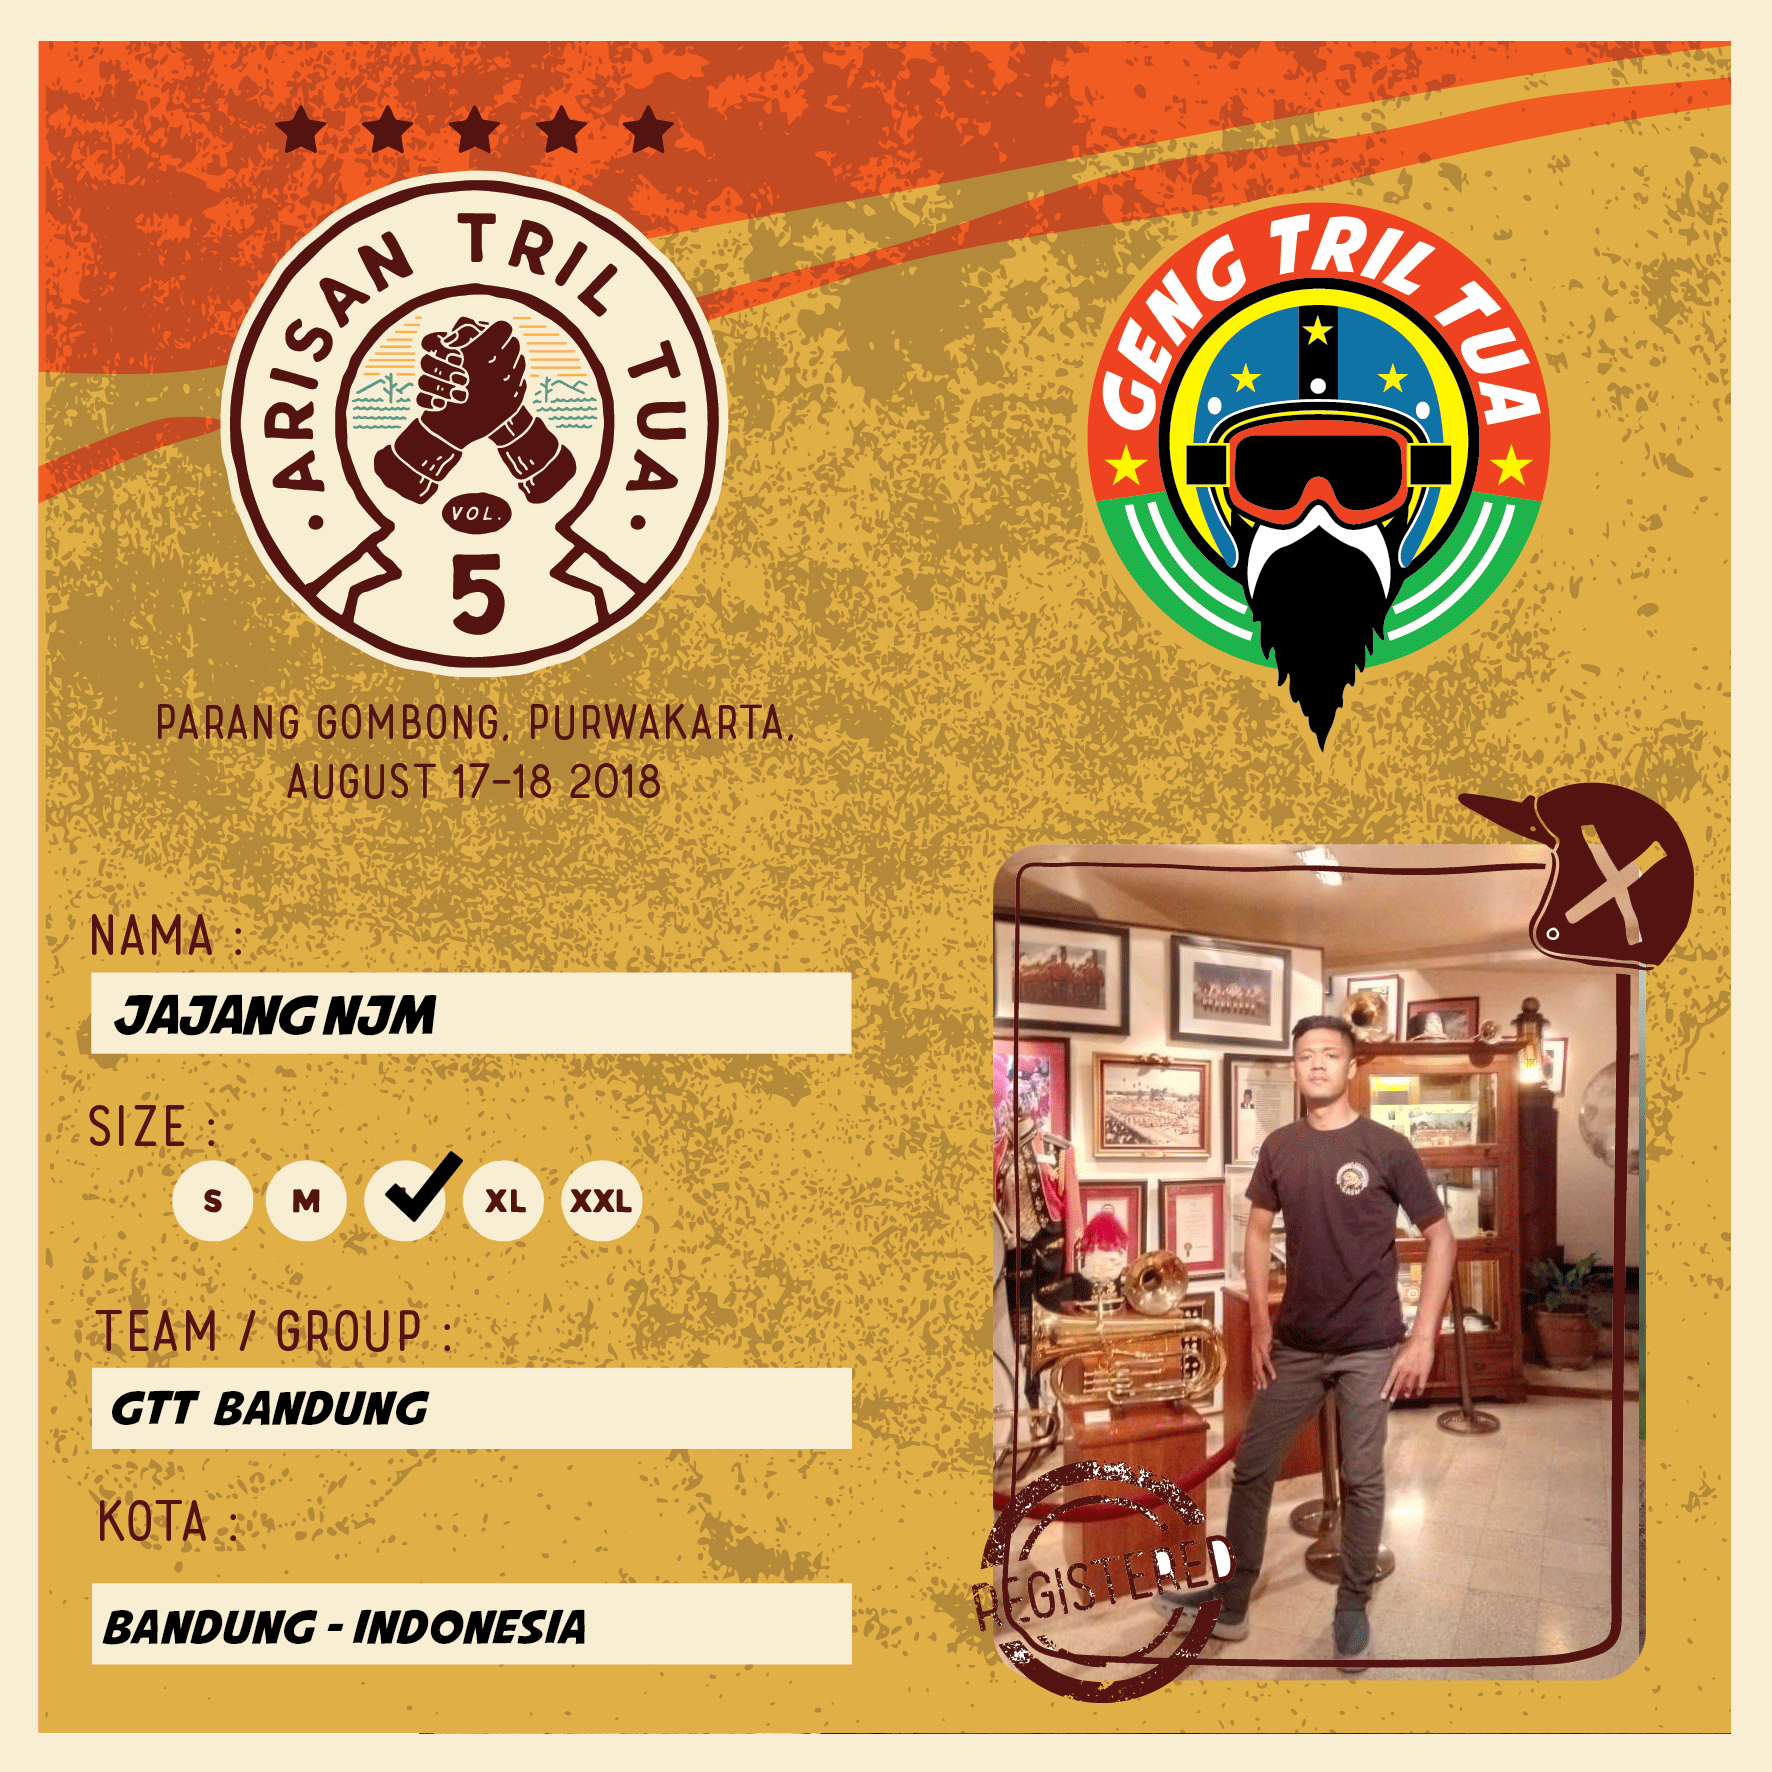 ARISAN TRIL TUA
VOL.
5
GENG TRIL TUA
PARANG GOMBONG, PURWAKARTA,
AUGUST 17-18 2018
NAMA :
JAJANG NJM
SIZE :
S M XL XXL
TEAM / GROUP :
GTT BANDUNG
KOTA :
BANDUNG - INDONESIA
REGISTERED